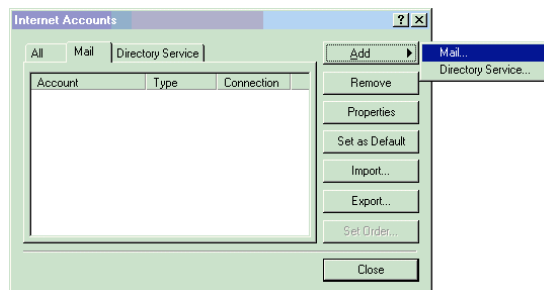 Internet Accounts
All Mail Directory Service
Account Type Connection
Add
Mail...
Directory Service...
Remove
Properties
Set as Default
Import...
Export...
Set Order...
Close